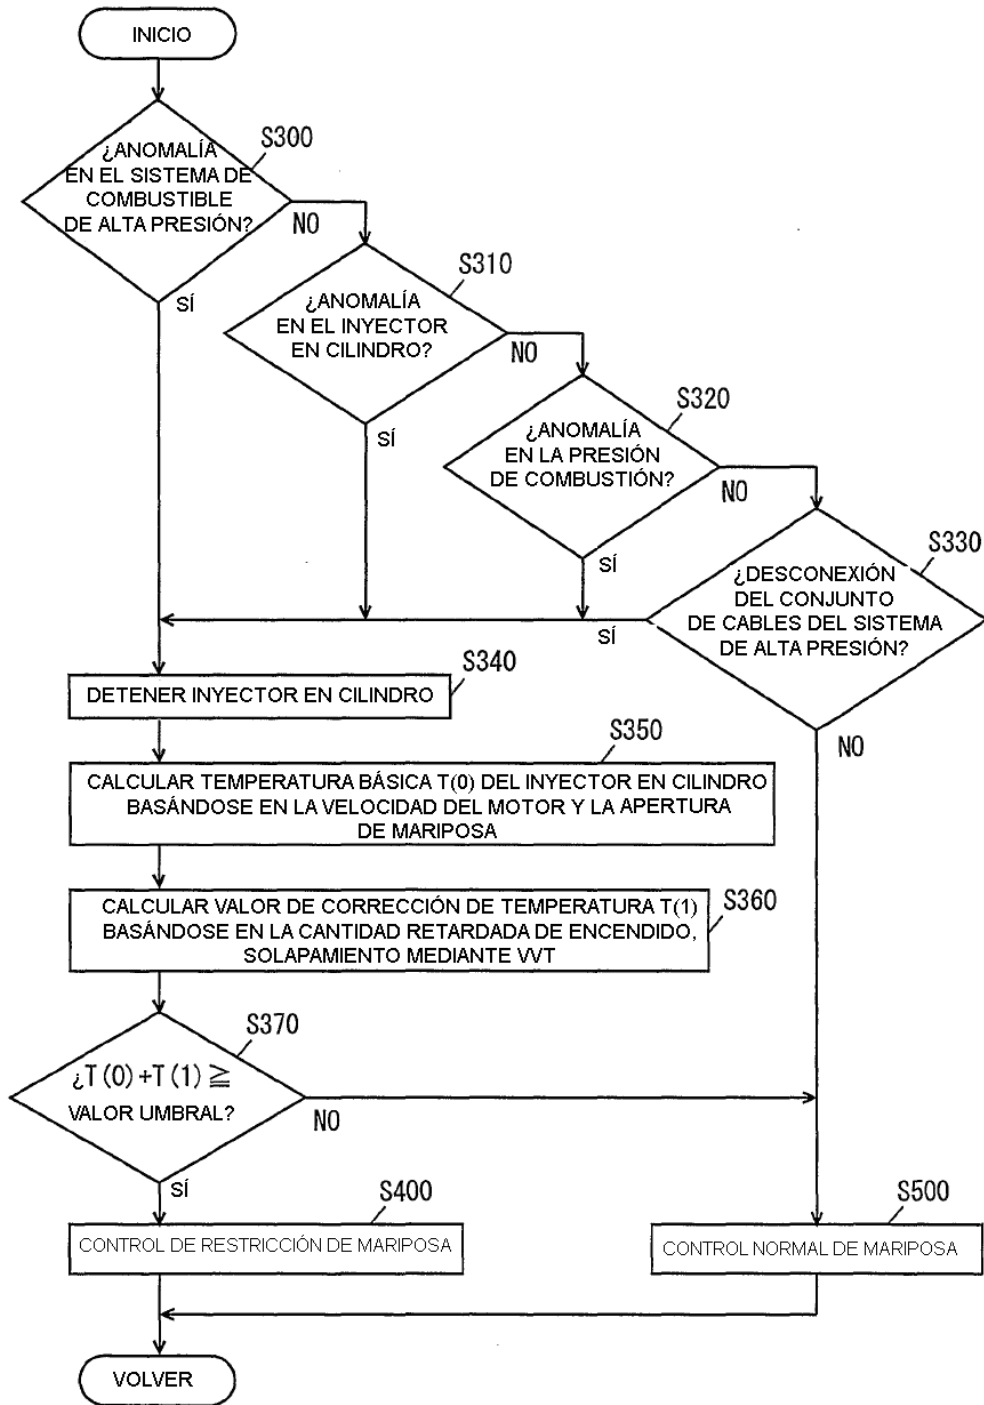 INICIO
S300
¿ANOMALÍA
EN EL SISTEMA DE
COMBUSTIBLE
DE ALTA PRESIÓN?
NO
SÍ
S310
¿ANOMALÍA
EN EL INYECTOR
EN CILINDRO?
NO
SÍ
S320
¿ANOMALÍA
EN LA PRESIÓN
DE COMBUSTIÓN?
NO
SÍ
S330
¿DESCONEXIÓN
DEL CONJUNTO
DE CABLES DEL SISTEMA
DE ALTA PRESIÓN?
SÍ
NO
S340
DETENER INYECTOR EN CILINDRO
S350
CALCULAR TEMPERATURA BÁSICA T(0) DEL INYECTOR EN CILINDRO
BASÁNDOSE EN LA VELOCIDAD DEL MOTOR Y LA APERTURA
DE MARIPOSA
S360
CALCULAR VALOR DE CORRECCIÓN DE TEMPERATURA T(1)
BASÁNDOSE EN LA CANTIDAD RETARDADA DE ENCENDIDO,
SOLAPAMIENTO MEDIANTE VVT
S370
¿T(0)+T(1)≧
VALOR UMBRAL?
NO
SÍ
S400
CONTROL DE RESTRICCIÓN DE MARIPOSA
S500
CONTROL NORMAL DE MARIPOSA
VOLVER